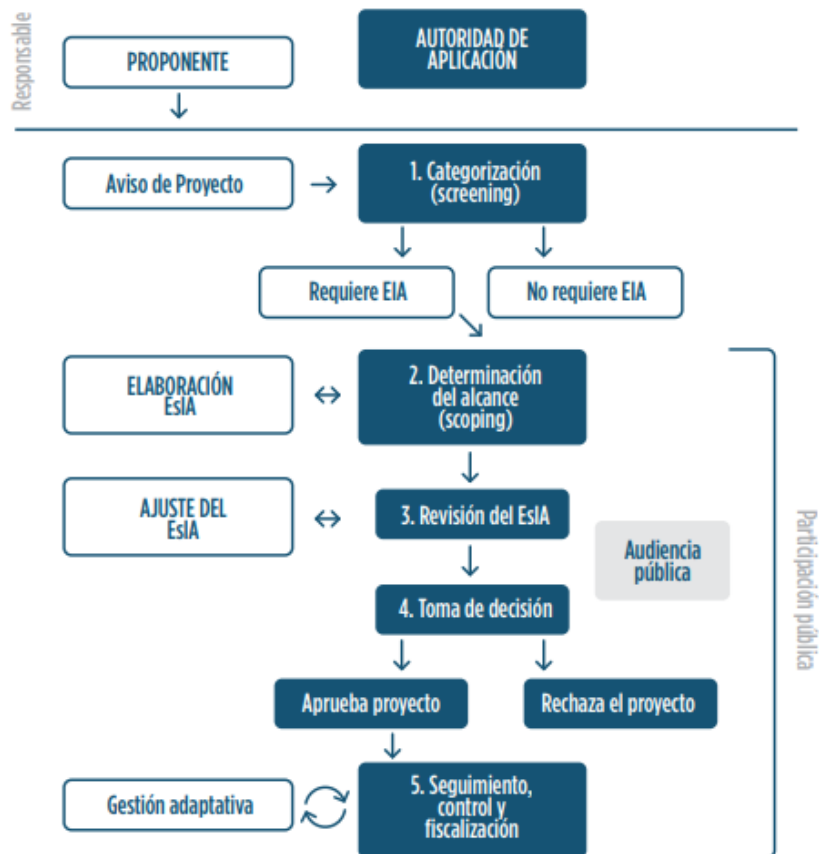 Responsable
PROPONENTE
AUTORIDAD DE
APLICACIÓN
Aviso de Proyecto
1. Categorización
(screening)
Requiere EIA
No requiere EIA
ELABORACIÓN
EsIA
2. Determinación
del alcance
(scoping)
AJUSTE DEL
EsIA
3. Revisión del EsIA
Audiencia
pública
4. Toma de decisión
Participación pública
Aprueba proyecto
Rechaza el proyecto
Gestión adaptativa
5. Seguimiento,
control y
fiscalización